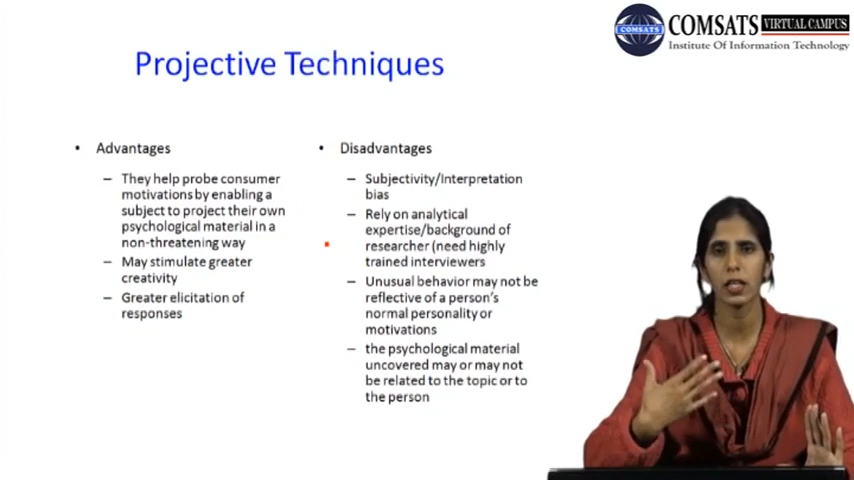 COMSATS VIRTUAL CAMPUS
COMSATS
Institute Of Information Technology
Projective Techniques
• Advantages
– They help probe consumer
motivations by enabling a
subject to project their own
psychological material in a
non-threatening way
– May stimulate greater
creativity
– Greater elicitation of
responses
• Disadvantages
– Subjectivity/Interpretation
bias
– Rely on analytical
expertise/background of
researcher (need highly
trained interviewers
– Unusual behavior may not be
reflective of a person's
normal personality or
motivations
– the psychological material
uncovered may or may not
be related to the topic or to
the person